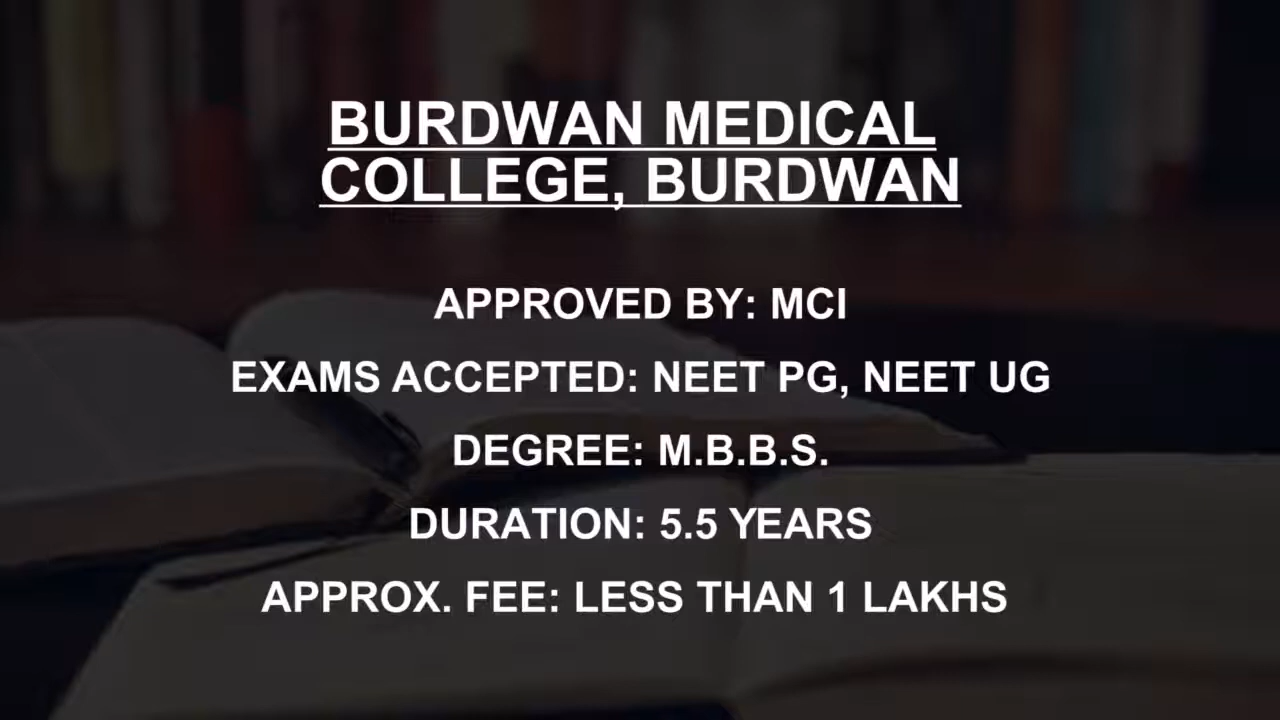 BURDWAN MEDICAL
COLLEGE, BURDWAN
APPROVED BY: MCI
EXAMS ACCEPTED: NEET PG, NEET UG
DEGREE: M.B.B.S.
DURATION: 5.5 YEARS
APPROX. FEE: LESS THAN 1 LAKHS